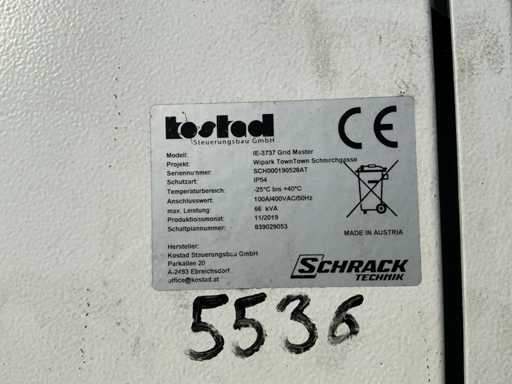 kostad
Steuerungsbau GmbH
CE
Modell: IE-3737 Grid Master
Projekt: Wipark TownTown Schnirchgasse
Seriennummer: SCH000190526AT
Schutzart: IP54
Temperaturbereich: -25°C bis +40°C
Anschlusswert: 100A/400VAC/50Hz
max. Leistung: 66 kVA
Produktionsmonat: 11/2019
Schaltplannummer: 839029053
MADE IN AUSTRIA
Hersteller:
Kostad Steuerungsbau GmbH
Parkallee 20
A-2493 Ebreichsdorf
office@kostad.at
SCHRACK
TECHNIK
5536